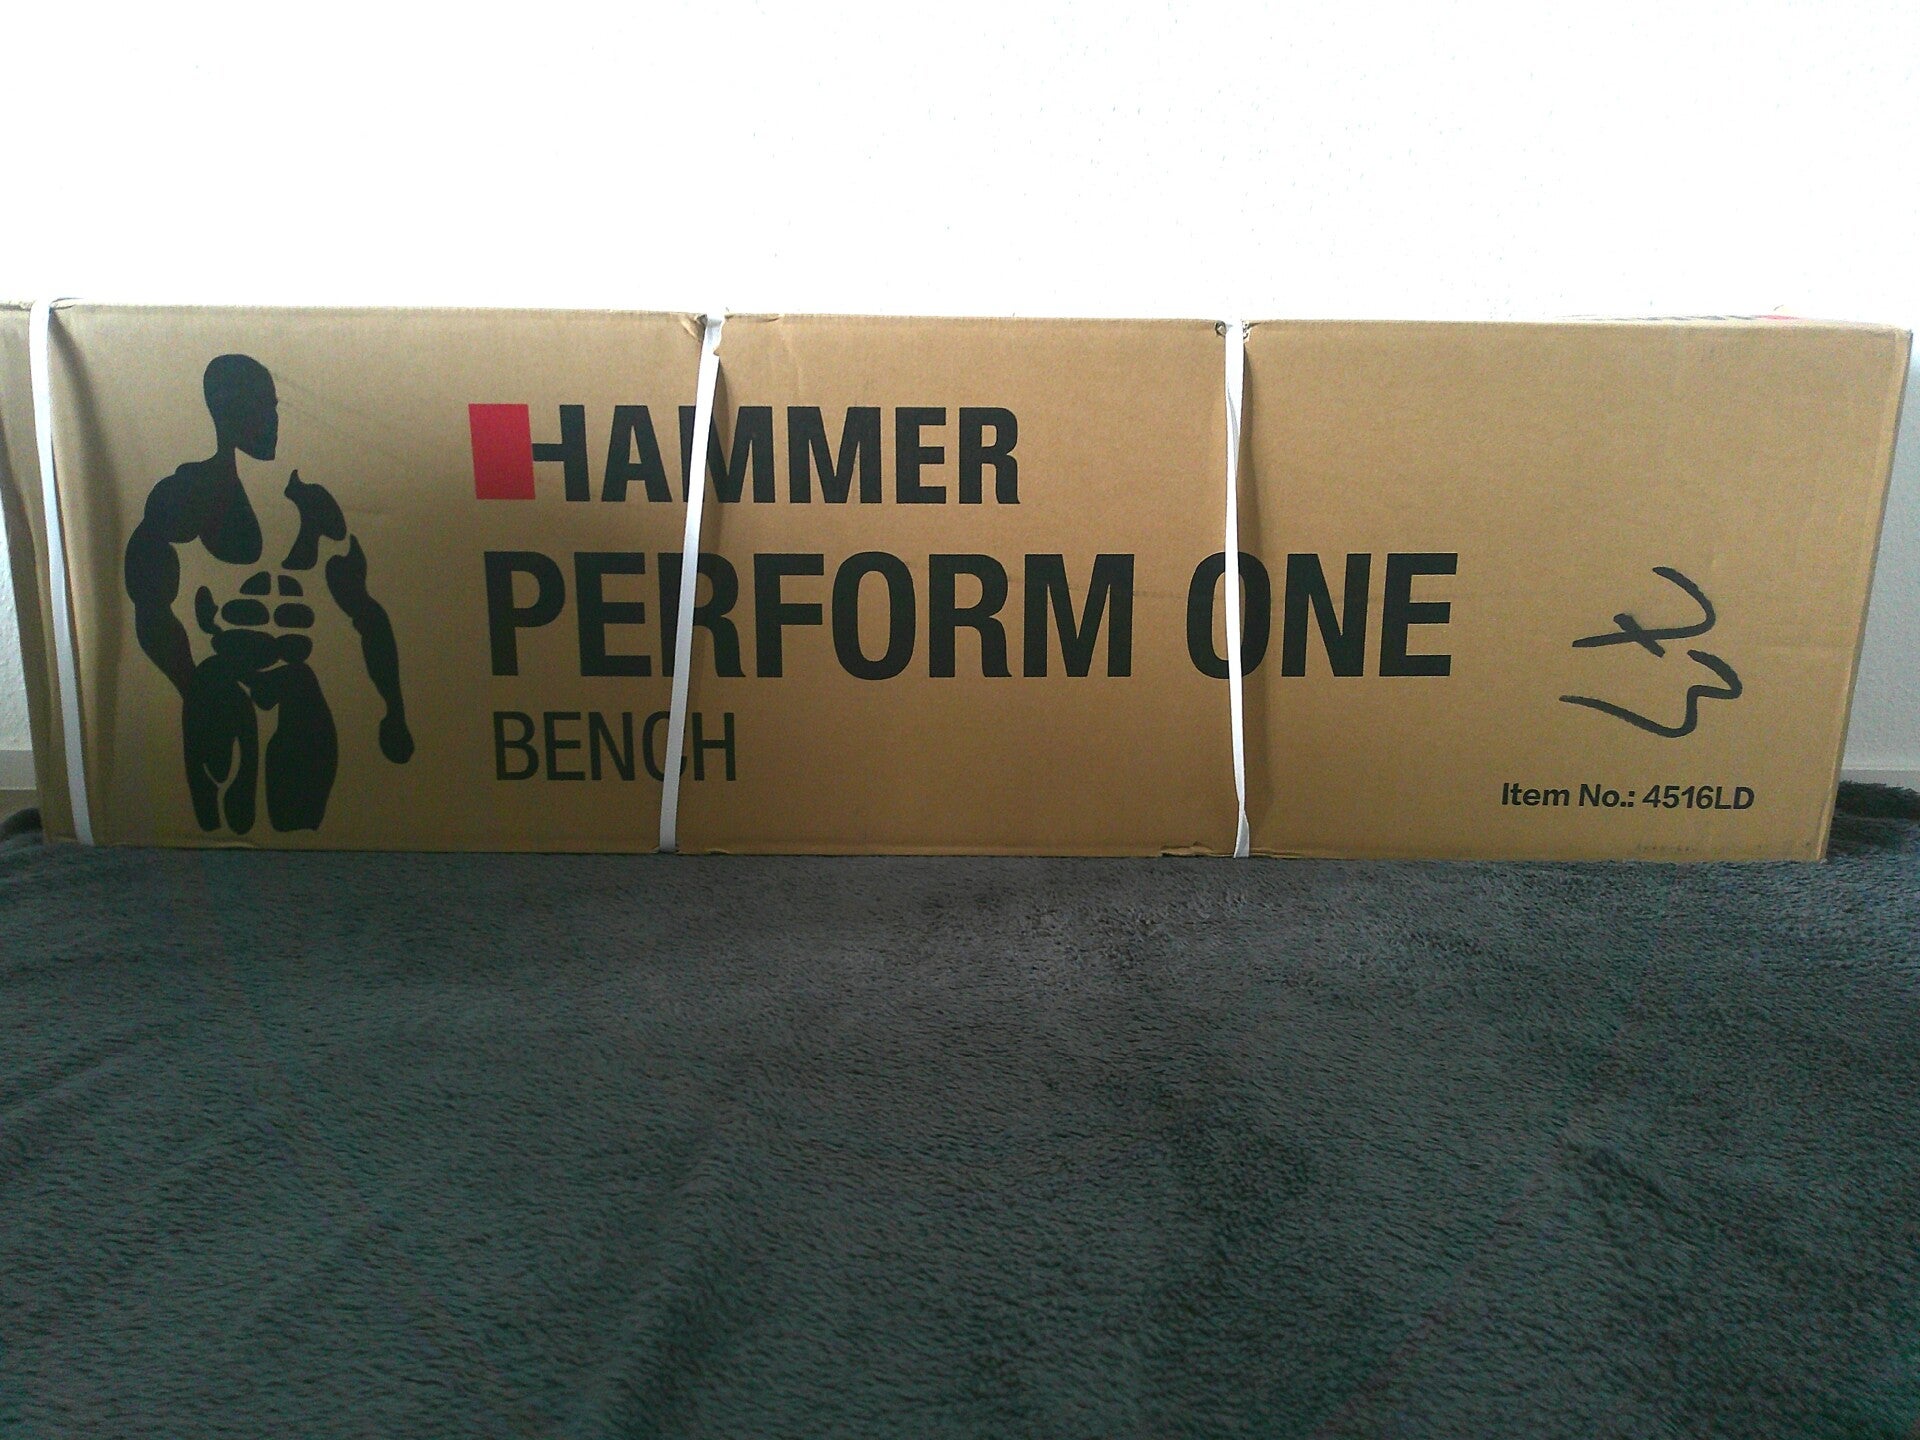 HAMMER
PERFORM ONE
BENCH
Item No.: 4516LD